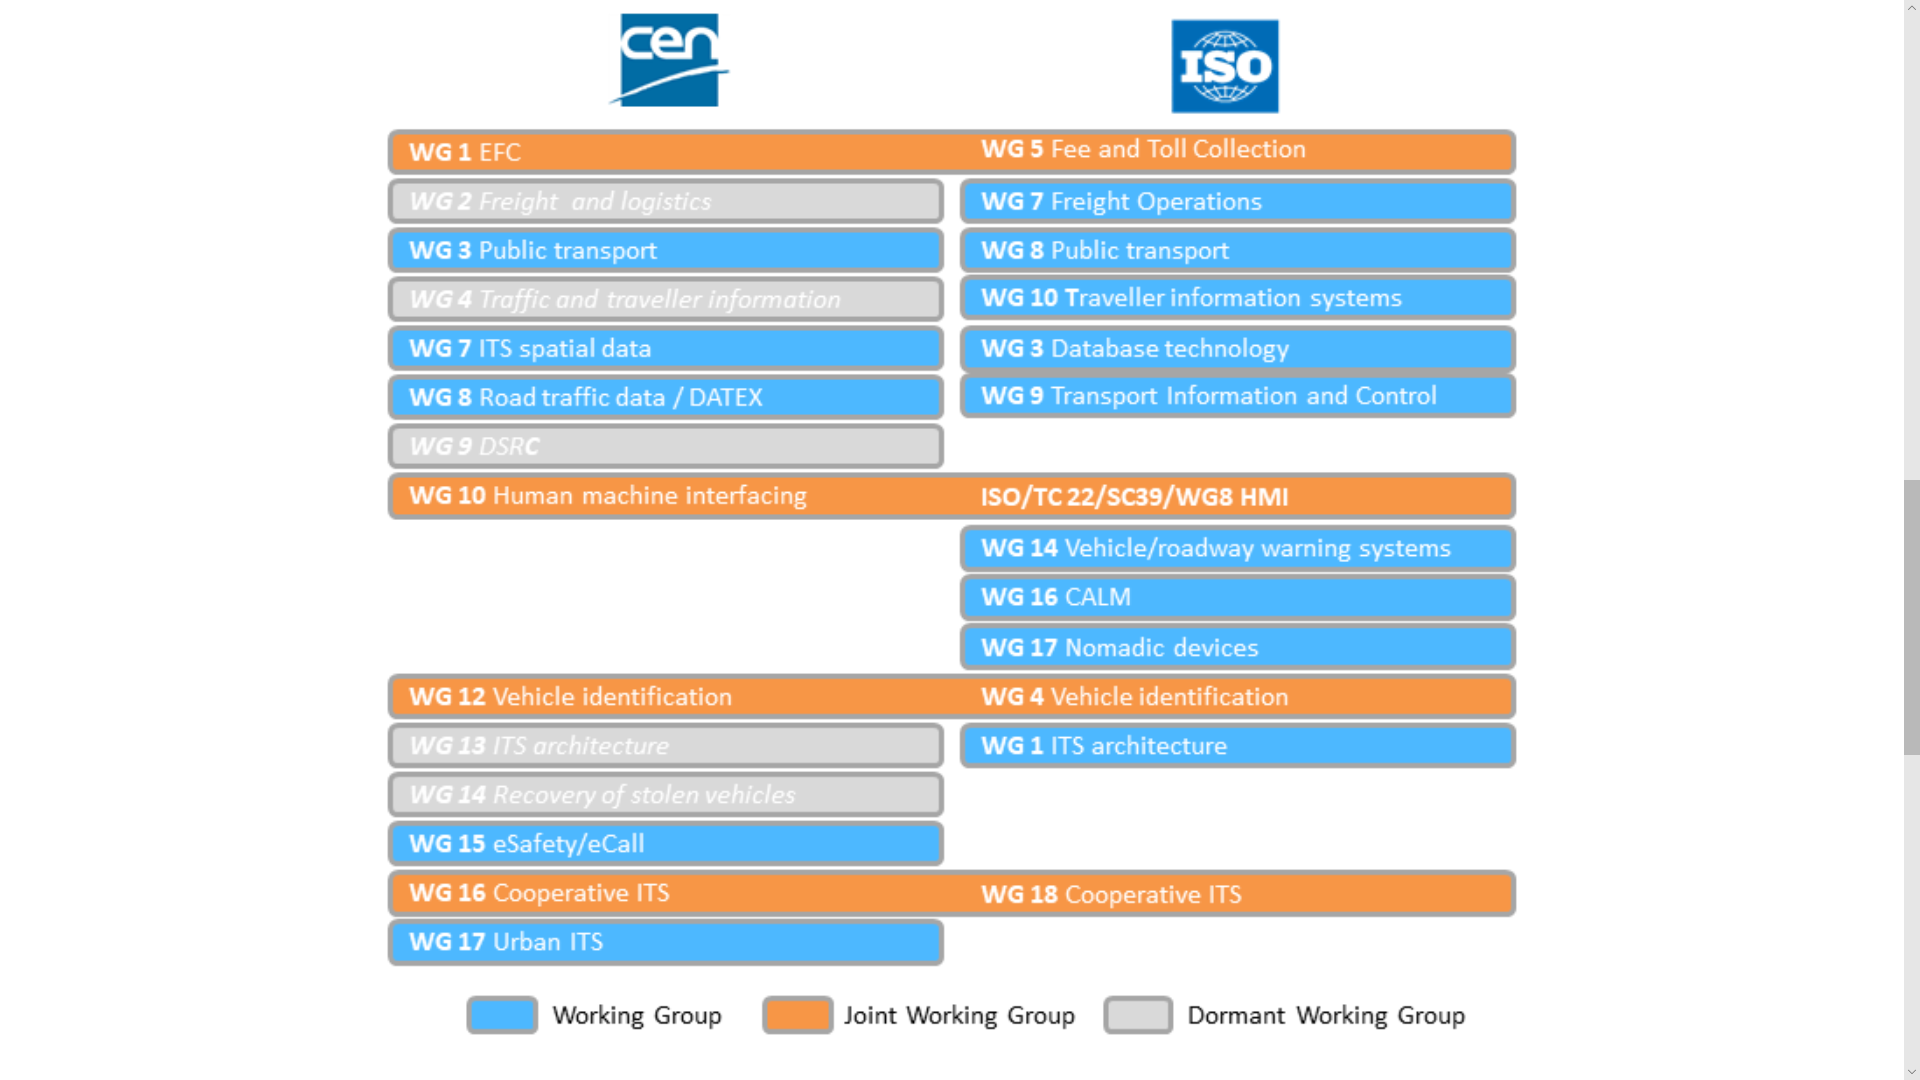 cen
ISO
WG 1 EFC
WG 5 Fee and Toll Collection
WG 2 Freight and logistics
WG 7 Freight Operations
WG 3 Public transport
WG 8 Public transport
WG 4 Traffic and traveller information
WG 10 Traveller information systems
WG 7 ITS spatial data
WG 3 Database technology
WG 8 Road traffic data / DATEX
WG 9 Transport Information and Control
WG 9 DSRC
WG 10 Human machine interfacing
ISO/TC 22/SC39/WG8 HMI
WG 14 Vehicle/roadway warning systems
WG 16 CALM
WG 17 Nomadic devices
WG 12 Vehicle identification
WG 4 Vehicle identification
WG 13 ITS architecture
WG 1 ITS architecture
WG 14 Recovery of stolen vehicles
WG 15 eSafety/eCall
WG 16 Cooperative ITS
WG 18 Cooperative ITS
WG 17 Urban ITS
Working Group
Joint Working Group
Dormant Working Group